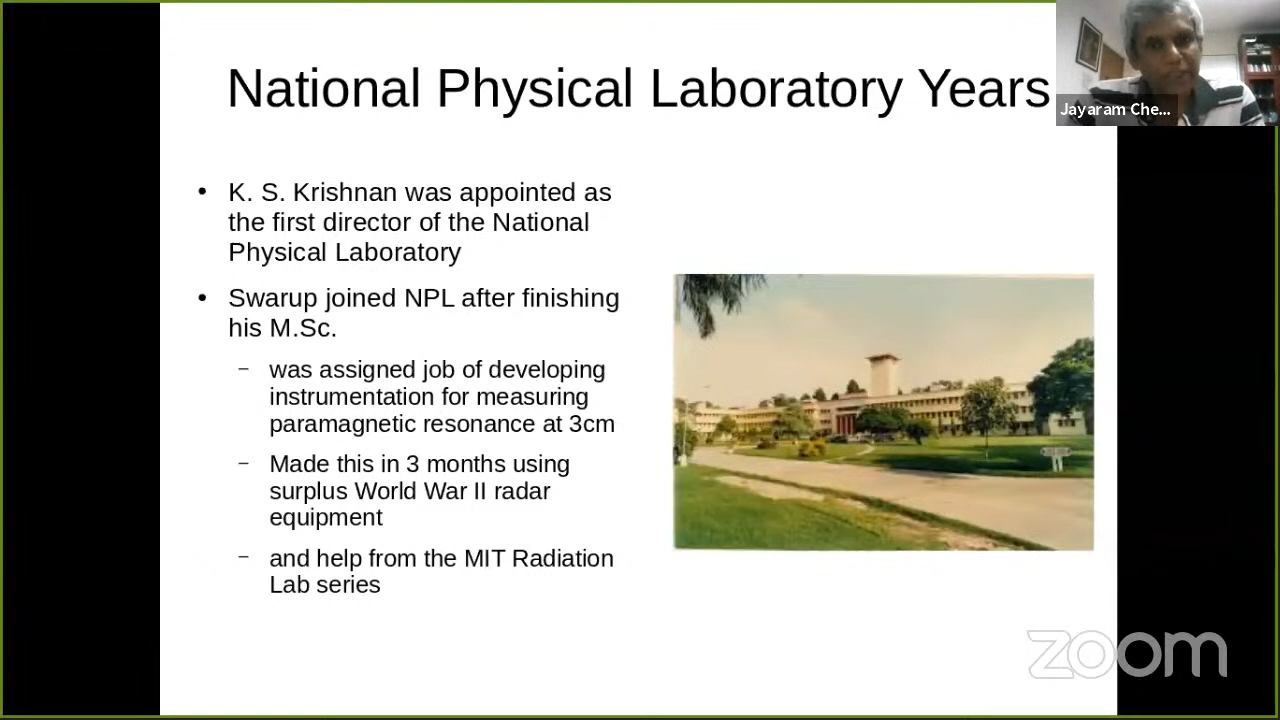 National Physical Laboratory Years
Jayaram Che...
• K. S. Krishnan was appointed as
the first director of the National
Physical Laboratory
• Swarup joined NPL after finishing
his M.Sc.
– was assigned job of developing
instrumentation for measuring
paramagnetic resonance at 3cm
– Made this in 3 months using
surplus World War II radar
equipment
– and help from the MIT Radiation
Lab series
zoom